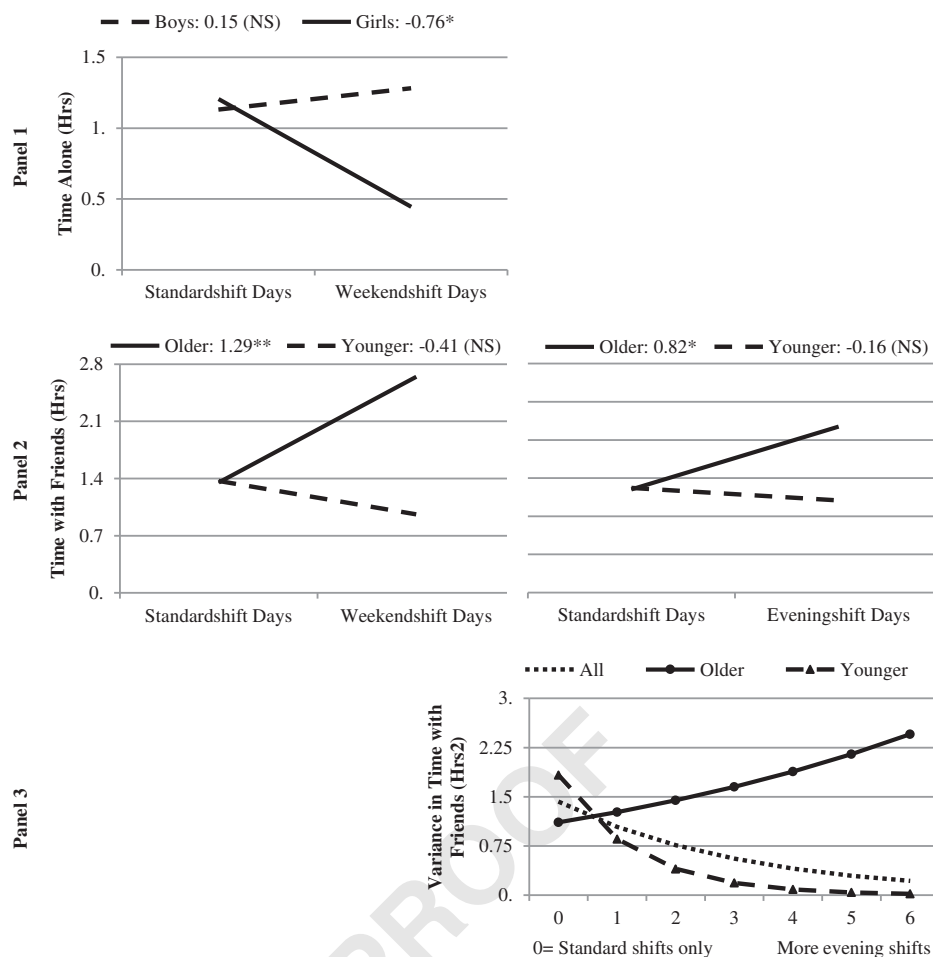 Boys: 0.15 (NS) Girls: -0.76*
Panel 1
Time Alone (Hrs)
1.5
1.
0.5
0.
Standardshift Days Weekendshift Days
Older: 1.29** Younger: -0.41 (NS)
Older: 0.82* Younger: -0.16 (NS)
Panel 2
Time with Friends (Hrs)
2.8
2.1
1.4
0.7
0.
Standardshift Days Weekendshift Days
Standardshift Days Eveningshift Days
All Older Younger
Panel 3
Variance in Time with
Friends (Hrs2)
3.
2.25
1.5
0.75
0.
0 1 2 3 4 5 6
0= Standard shifts only More evening shifts
PROOF